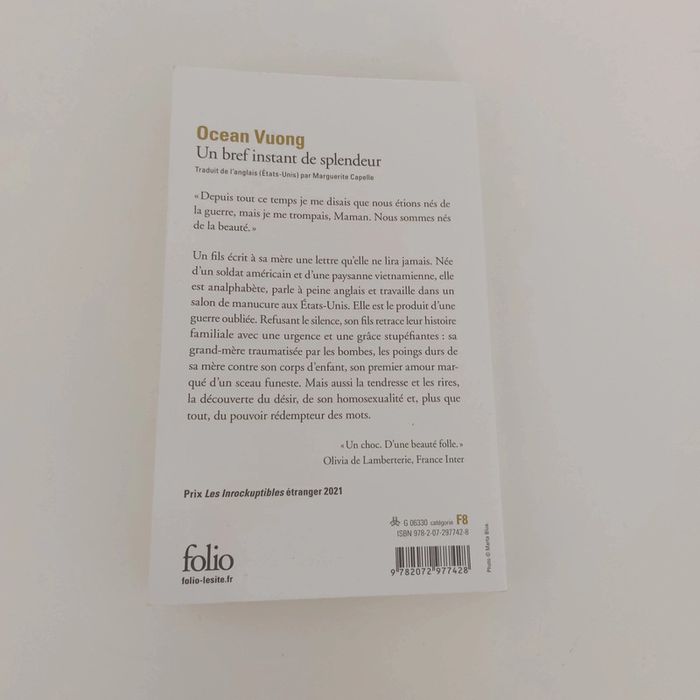 Ocean Vuong
Un bref instant de splendeur
Traduit de l'anglais (États-Unis) par Marguerite Capelle
« Depuis tout ce temps je me disais que nous étions nés de
la guerre, mais je me trompais, Maman. Nous sommes nés
de la beauté. »
Un fils écrit à sa mère une lettre qu'elle ne lira jamais. Née
d'un soldat américain et d'une paysanne vietnamienne, elle
est analphabète, parle à peine anglais et travaille dans un
salon de manucure aux États-Unis. Elle est le produit d'une
guerre oubliée. Refusant le silence, son fils retrace leur histoire
familiale avec une urgence et une grâce stupéfiantes : sa
grand-mère traumatisée par les bombes, les poings durs de
sa mère contre son corps d'enfant, son premier amour mar-
qué d'un sceau funeste. Mais aussi la tendresse et les rires,
la découverte du désir, de son homosexualité et, plus que
tout, du pouvoir rédempteur des mots.
« Un choc. D'une beauté folle. »
Olivia de Lamberterie, France Inter
Prix Les Inrockuptibles étranger 2021
G 06330 catégorie F8
ISBN 978-2-07-297742-8
folio
folio-lesite.fr
9 782072 977428
Photo © Marta Blue.